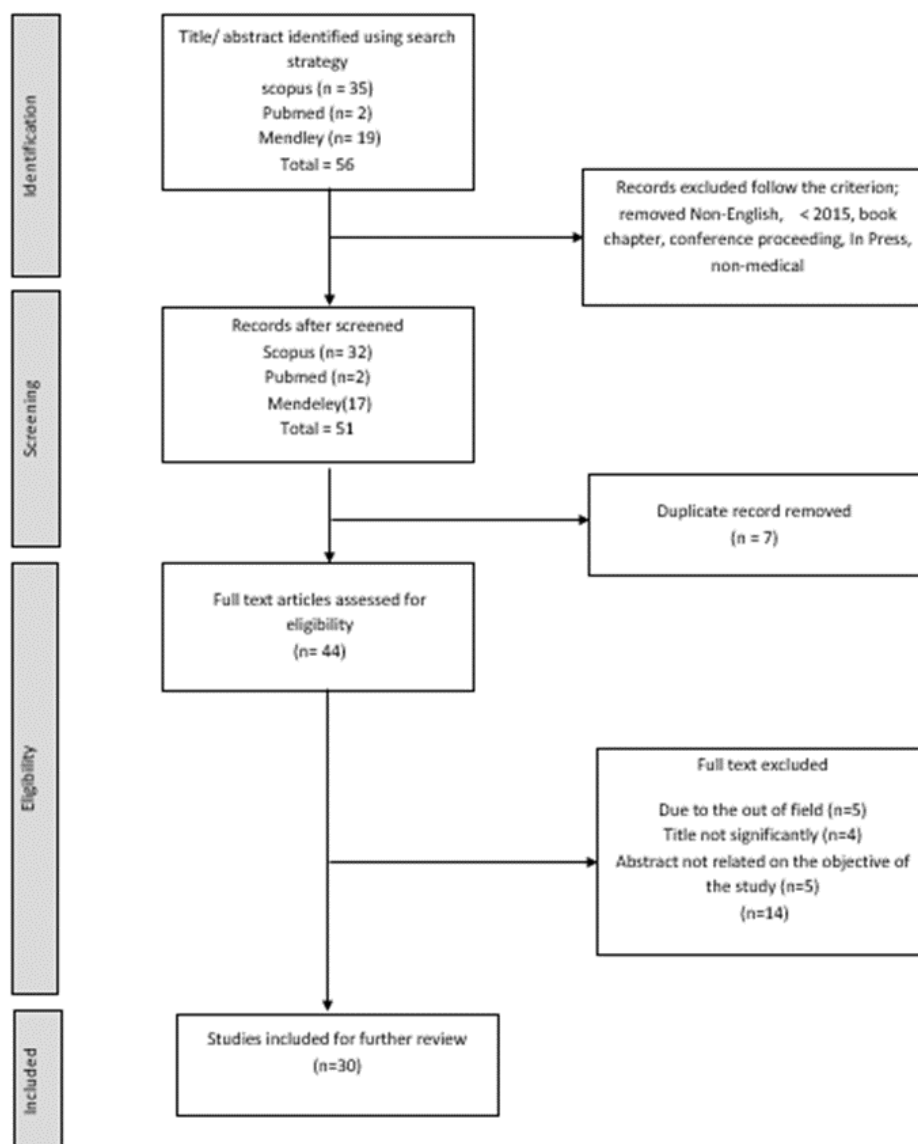 Identification
Title/ abstract identified using search
strategy
scopus (n = 35)
Pubmed (n= 2)
Mendley (n= 19)
Total = 56
Records excluded follow the criterion;
removed Non-English, < 2015, book
chapter, conference proceeding, In Press,
non-medical
Screening
Records after screened
Scopus (n= 32)
Pubmed (n=2)
Mendeley(17)
Total = 51
Duplicate record removed
(n = 7)
Eligibility
Full text articles assessed for
eligibility
(n= 44)
Full text excluded
Due to the out of field (n=5)
Title not significantly (n=4)
Abstract not related on the objective of
the study (n=5)
(n=14)
Included
Studies included for further review
(n=30)